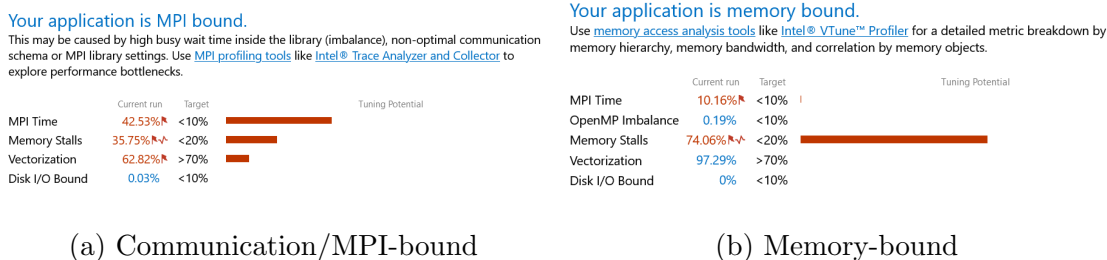 Your application is MPI bound.
This may be caused by high busy wait time inside the library (imbalance), non-optimal communication
schema or MPI library settings. Use MPI profiling tools like Intel® Trace Analyzer and Collector to
explore performance bottlenecks.
Current run Target Tuning Potential
MPI Time 42.53% <10%
Memory Stalls 35.75% <20%
Vectorization 62.82% >70%
Disk I/O Bound 0.03% <10%
(a) Communication/MPI-bound
Your application is memory bound.
Use memory access analysis tools like Intel® VTune™ Profiler for a detailed metric breakdown by
memory hierarchy, memory bandwidth, and correlation by memory objects.
Current run Target Tuning Potential
MPI Time 10.16% <10%
OpenMP Imbalance 0.19% <10%
Memory Stalls 74.06% <20%
Vectorization 97.29% >70%
Disk I/O Bound 0% <10%
(b) Memory-bound